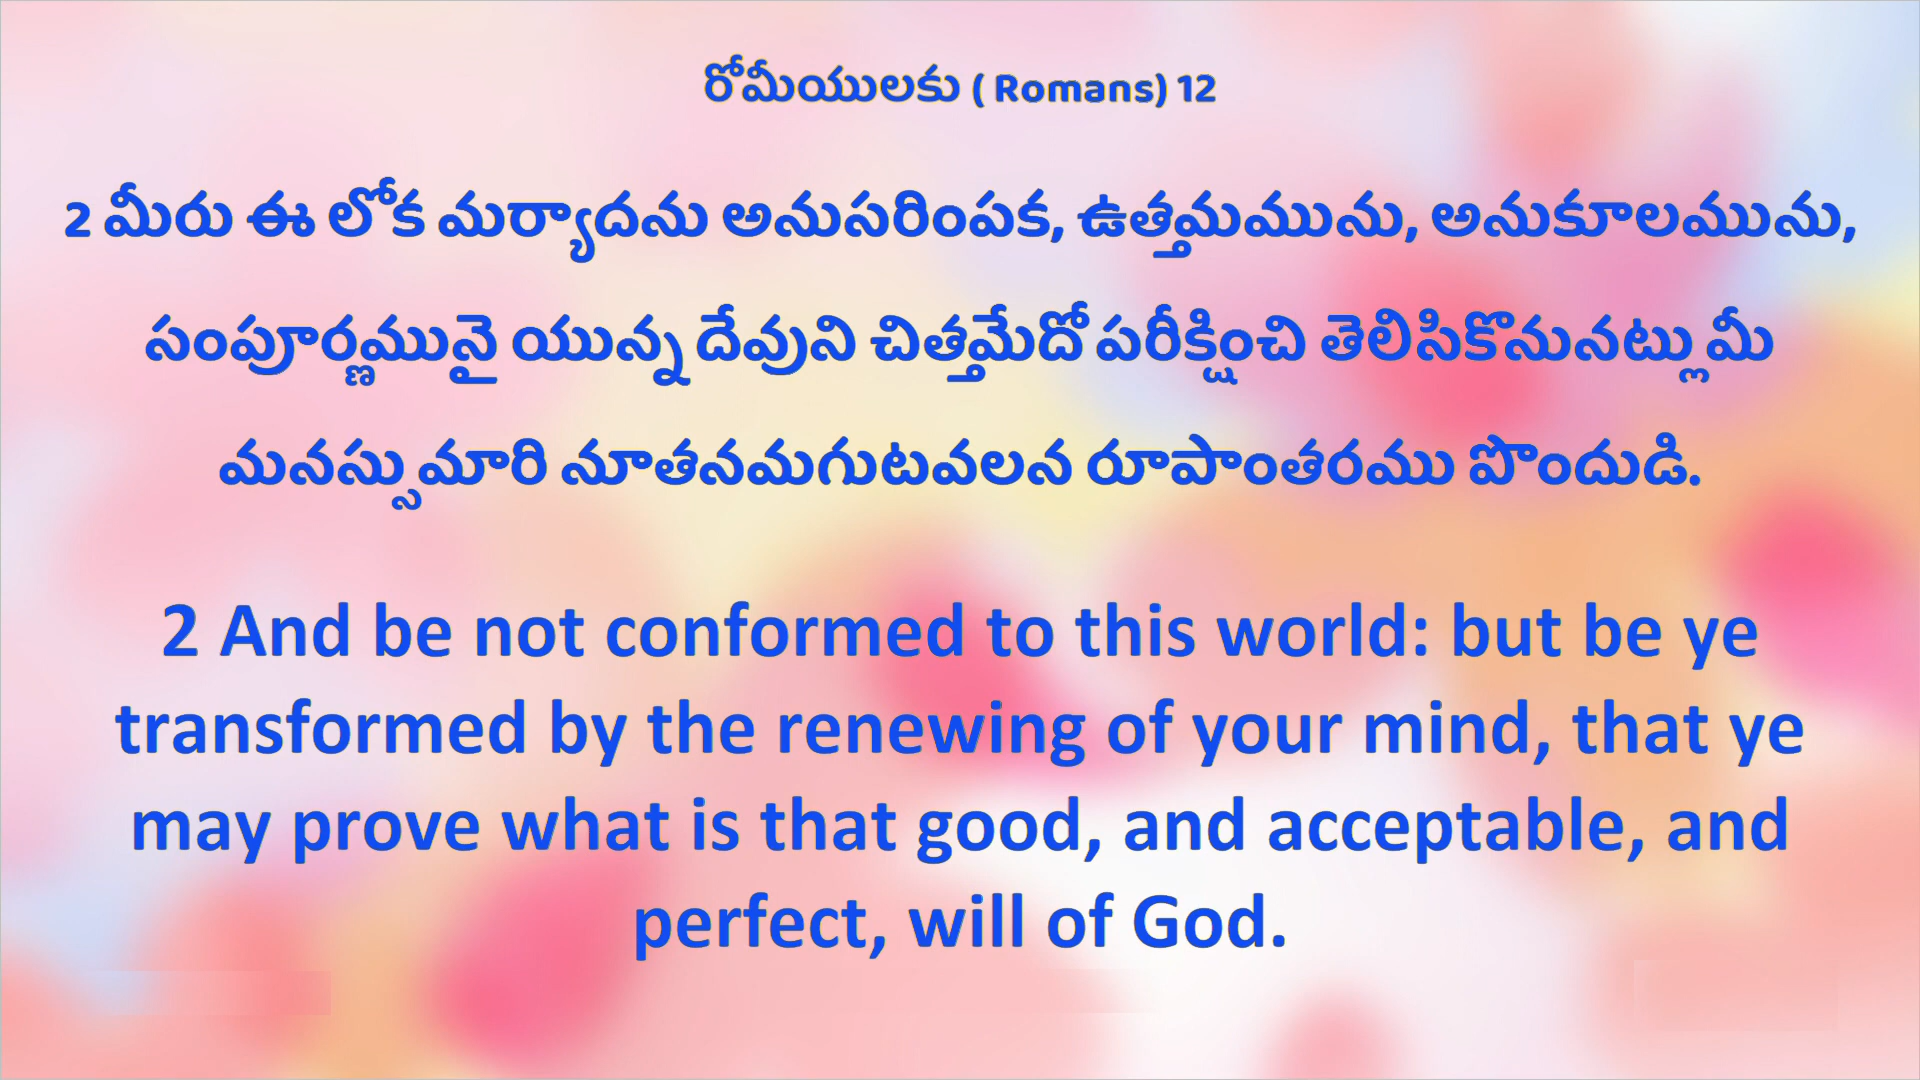 రోమీయులకు ( Romans) 12
2 మీరు ఈ లోక మర్యాదను అనుసరింపక, ఉత్తమమును, అనుకూలమును,
సంపూర్ణమునై యున్న దేవుని చిత్తమేదో పరీక్షించి తెలిసికొనునట్లు మీ
మనస్సు మారి నూతనమగుటవలన రూపాంతరము పొందుడి.
2 And be not conformed to this world: but be ye
transformed by the renewing of your mind, that ye
may prove what is that good, and acceptable, and
perfect, will of God.